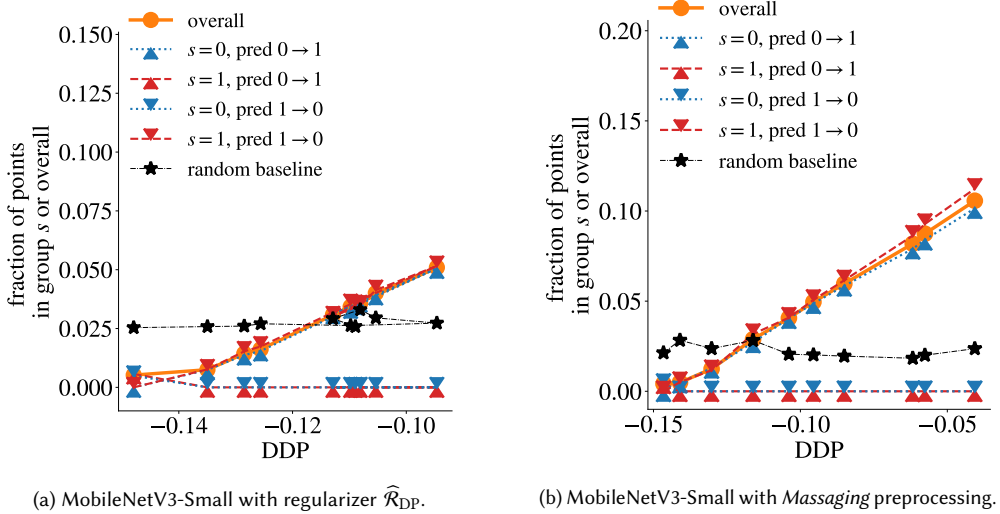 overall
s = 0, pred 0 → 1
s = 1, pred 0 → 1
s = 0, pred 1 → 0
s = 1, pred 1 → 0
random baseline
0.150
0.125
0.100
0.075
0.050
0.025
0.000
fraction of points
in group s or overall
−0.14
−0.12
−0.10
DDP
(a) MobileNetV3-Small with regularizer R̂_DP.
overall
s = 0, pred 0 → 1
s = 1, pred 0 → 1
s = 0, pred 1 → 0
s = 1, pred 1 → 0
random baseline
0.20
0.15
0.10
0.05
0.00
fraction of points
in group s or overall
−0.15
−0.10
−0.05
DDP
(b) MobileNetV3-Small with Massaging preprocessing.